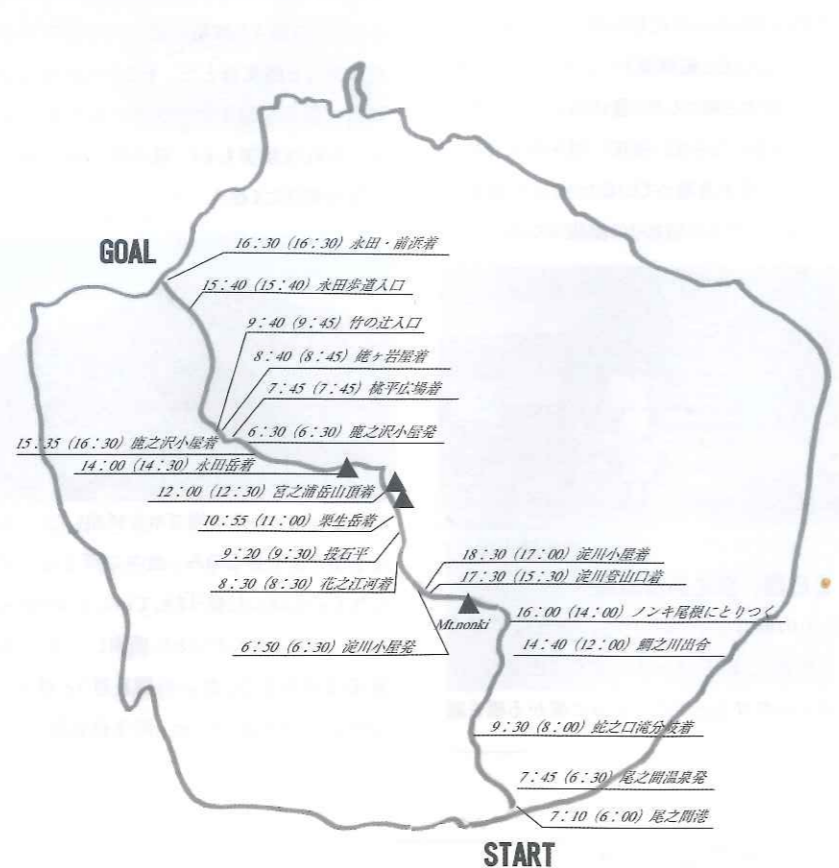 GOAL
16:30 (16:30) 永田・前浜着
15:40 (15:40) 永田歩道入口
9:40 (9:45) 竹の辻入口
8:40 (8:45) 姥ヶ岩屋着
7:45 (7:45) 桃平広場着
6:30 (6:30) 鹿之沢小屋発
15:35 (16:30) 鹿之沢小屋着
14:00 (14:30) 永田岳着
12:00 (12:30) 宮之浦岳山頂着
10:55 (11:00) 栗生岳着
9:20 (9:30) 投石平
8:30 (8:30) 花之江河着
18:30 (17:00) 淀川小屋着
17:30 (15:30) 淀川登山口着
Mt.nonki
16:00 (14:00) ノンキ尾根にとりつく
6:50 (6:30) 淀川小屋発
14:40 (12:00) 鯛之川出合
9:30 (8:00) 蛇之口滝分岐着
7:45 (6:30) 尾之間温泉発
7:10 (6:00) 尾之間港
START